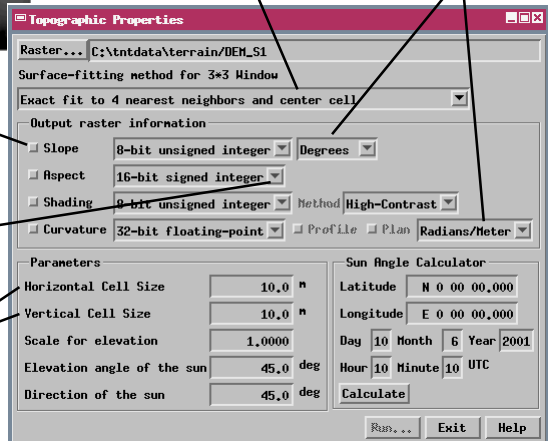 Topographic Properties
Raster... C:\tntdata\terrain/DEM_S1
Surface-fitting method for 3*3 Window
Exact fit to 4 nearest neighbors and center cell
Output raster information
Slope 8-bit unsigned integer Degrees
Aspect 16-bit signed integer
Shading 8-bit unsigned integer Method High-Contrast
Curvature 32-bit floating-point Profile Plan Radians/Meter
Parameters
Horizontal Cell Size 10.0 m
Vertical Cell Size 10.0 m
Scale for elevation 1.0000
Elevation angle of the sun 45.0 deg
Direction of the sun 45.0 deg
Sun Angle Calculator
Latitude N 0 00 00.000
Longitude E 0 00 00.000
Day 10 Month 6 Year 2001
Hour 10 Minute 10 UTC
Calculate
Run... Exit Help